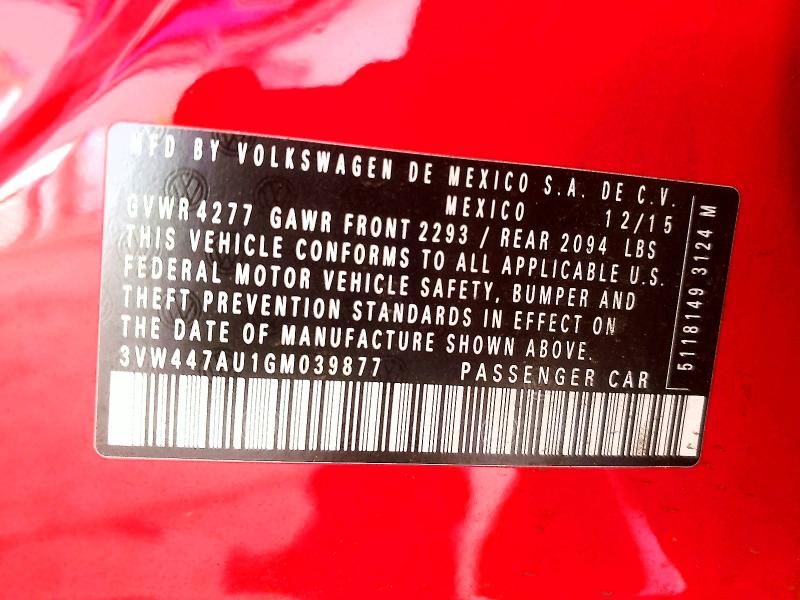 MFD BY VOLKSWAGEN DE MEXICO S.A. DE C.V.
MEXICO 12/15
GVWR 4277 GAWR FRONT 2293 / REAR 2094 LBS
THIS VEHICLE CONFORMS TO ALL APPLICABLE U.S.
FEDERAL MOTOR VEHICLE SAFETY, BUMPER AND
THEFT PREVENTION STANDARDS IN EFFECT ON
THE DATE OF MANUFACTURE SHOWN ABOVE.
3VW447AU1GM039877 PASSENGER CAR
5118149 3124 M